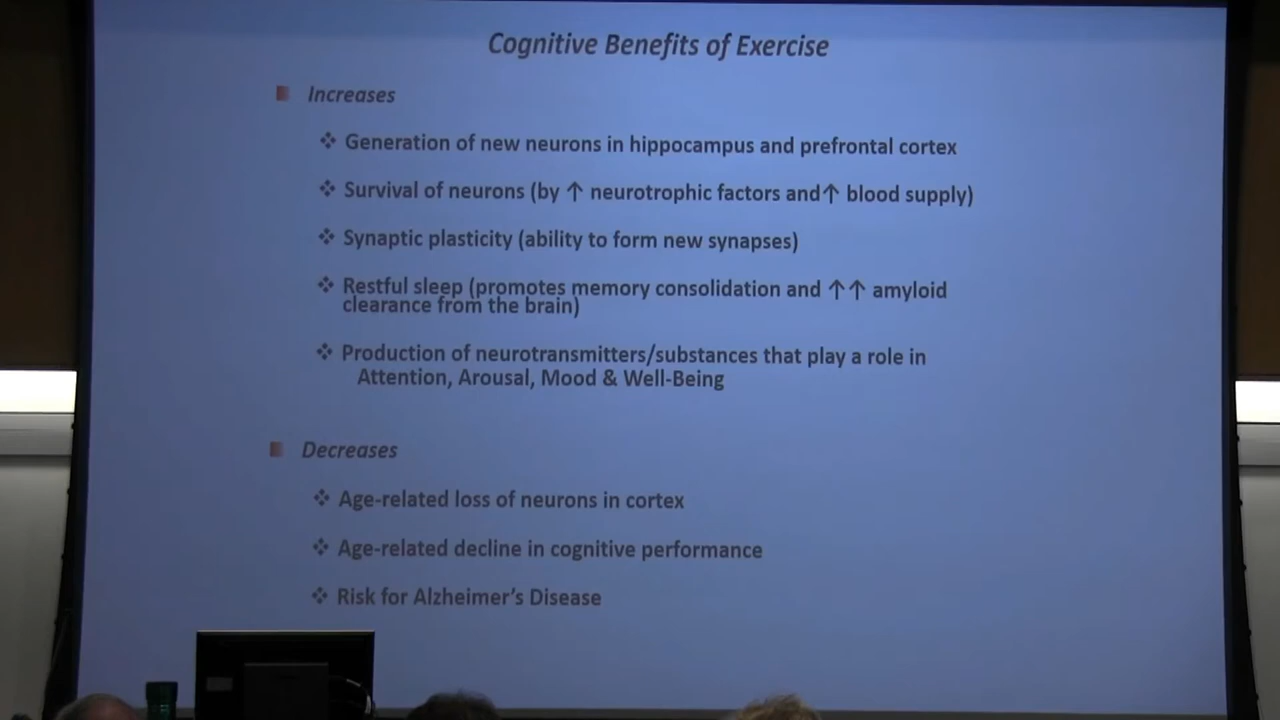 Cognitive Benefits of Exercise
Increases
Generation of new neurons in hippocampus and prefrontal cortex
Survival of neurons (by ↑ neurotrophic factors and↑ blood supply)
Synaptic plasticity (ability to form new synapses)
Restful sleep (promotes memory consolidation and ↑↑ amyloid
clearance from the brain)
Production of neurotransmitters/substances that play a role in
Attention, Arousal, Mood & Well-Being
Decreases
Age-related loss of neurons in cortex
Age-related decline in cognitive performance
Risk for Alzheimer’s Disease